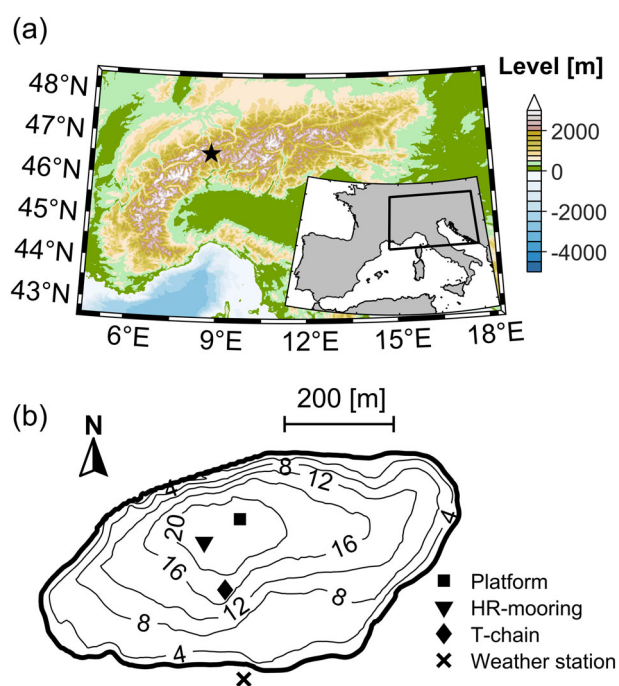 (a)
Level [m]
48°N
47°N
46°N
45°N
44°N
43°N
6°E
9°E
12°E
15°E
18°E
2000
0
-2000
-4000
(b)
N
200 [m]
4
8
12
4
20
16
16
12
8
8
4
Platform
HR-mooring
T-chain
Weather station